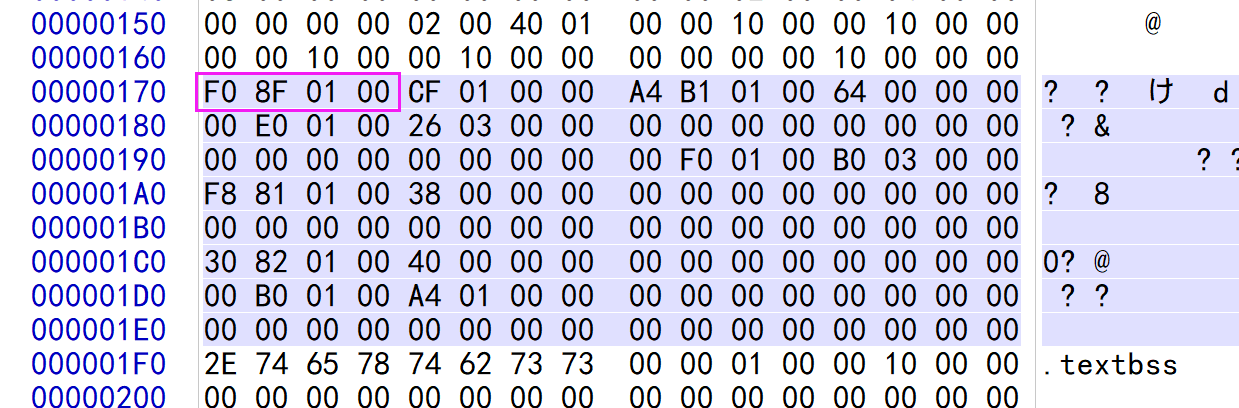 00000150 00 00 00 00 02 00 40 01 00 00 10 00 00 10 00 00 @
00000160 00 00 10 00 00 10 00 00 00 00 00 00 10 00 00 00
00000170 F0 8F 01 00 CF 01 00 00 A4 B1 01 00 64 00 00 00 ? ? け d
00000180 00 E0 01 00 26 03 00 00 00 00 00 00 00 00 00 00 ? &
00000190 00 00 00 00 00 00 00 00 00 F0 01 00 B0 03 00 00 ? ?
000001A0 F8 81 01 00 38 00 00 00 00 00 00 00 00 00 00 00 ? 8
000001B0 00 00 00 00 00 00 00 00 00 00 00 00 00 00 00 00
000001C0 30 82 01 00 40 00 00 00 00 00 00 00 00 00 00 00 0? @
000001D0 00 B0 01 00 A4 01 00 00 00 00 00 00 00 00 00 00 ? ?
000001E0 00 00 00 00 00 00 00 00 00 00 00 00 00 00 00 00
000001F0 2E 74 65 78 74 62 73 73 00 00 01 00 00 10 00 00 .textbss
00000200 00 00 00 00 00 00 00 00 00 00 00 00 00 00 00 00